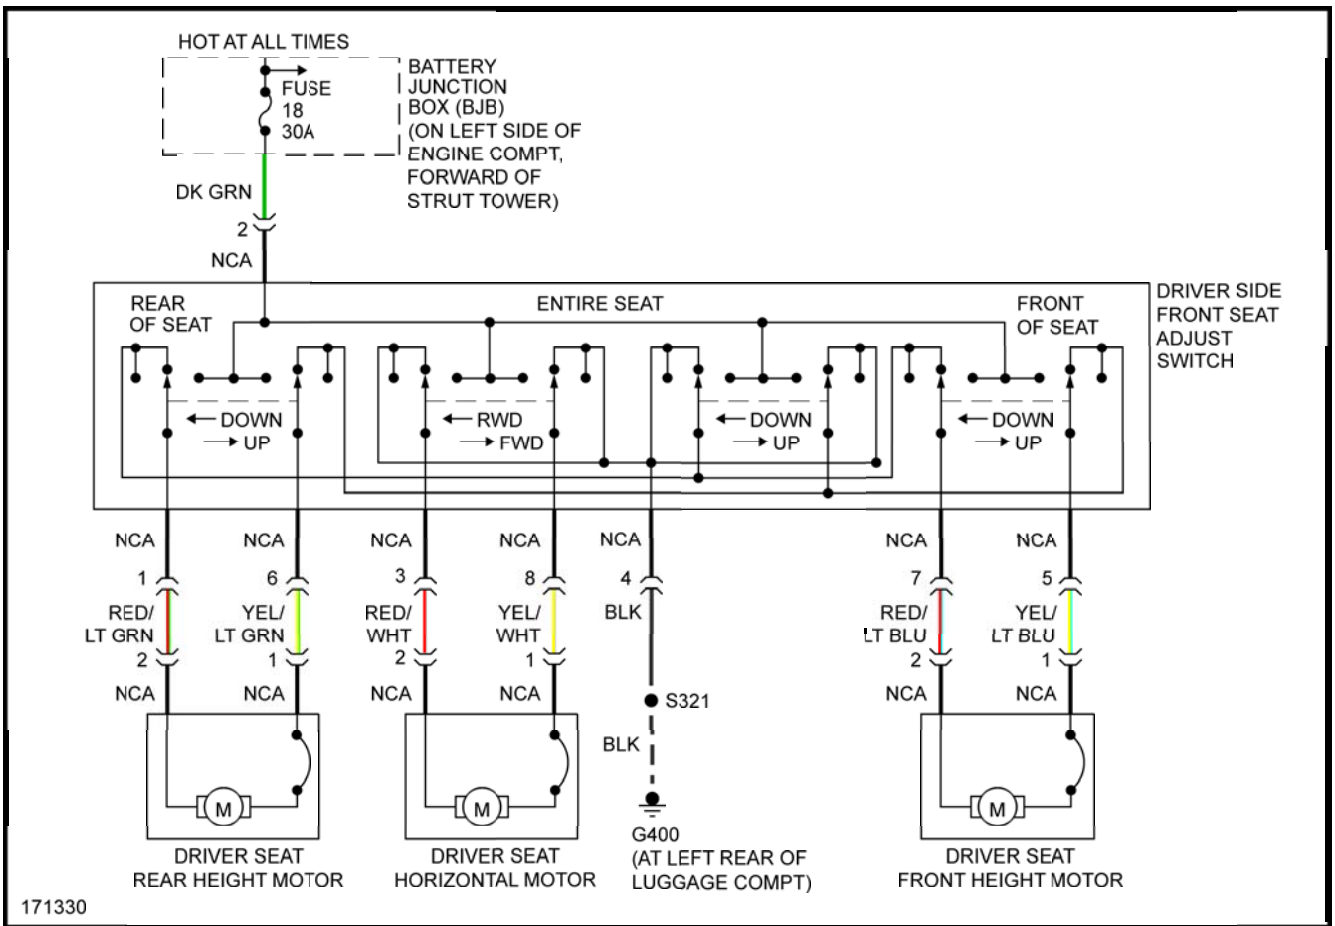 HOT AT ALL TIMES
FUSE
18
30A
BATTERY
JUNCTION
BOX (BJB)
(ON LEFT SIDE OF
ENGINE COMPT,
FORWARD OF
STRUT TOWER)
DK GRN
2
NCA
REAR
OF SEAT
ENTIRE SEAT
FRONT
OF SEAT
DRIVER SIDE
FRONT SEAT
ADJUST
SWITCH
DOWN
UP
RWD
FWD
DOWN
UP
DOWN
UP
NCA
NCA
NCA
NCA
NCA
NCA
NCA
1
6
3
8
4
7
5
RED/
LT GRN
YEL/
LT GRN
RED/
WHT
YEL/
WHT
BLK
RED/
LT BLU
YEL/
LT BLU
2
1
2
1
2
1
NCA
NCA
NCA
NCA
S321
NCA
NCA
BLK
M
M
M
G400
(AT LEFT REAR OF
LUGGAGE COMPT)
DRIVER SEAT
REAR HEIGHT MOTOR
DRIVER SEAT
HORIZONTAL MOTOR
DRIVER SEAT
FRONT HEIGHT MOTOR
171330